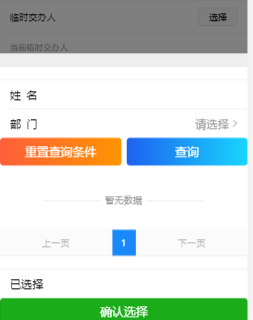 临时交办人 选择
当前临时交办人
姓 名
部 门 请选择 >
重置查询条件 查询
暂无数据
上一页 1 下一页
已选择
确认选择